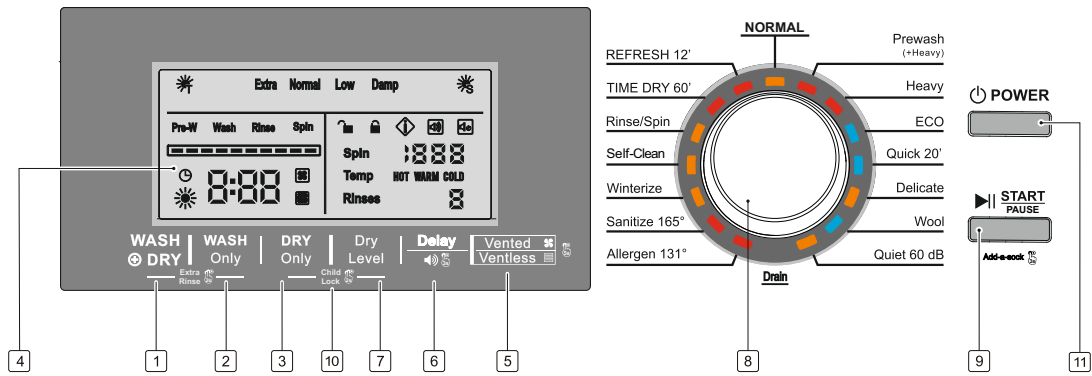 Extra Normal Low Damp
Pre-W Wash Rinse Spin
Spin 1888
Temp HOT WARM COLD
8:88
Rinses 8
WASH
DRY
WASH
Only
DRY
Only
Dry
Level
Delay
Vented
Ventless
Extra
Rinse
Child
Lock
NORMAL
REFRESH 12'
TIME DRY 60'
Rinse/Spin
Self-Clean
Winterize
Sanitize 165°
Allergen 131°
Prewash
(+Heavy)
Heavy
ECO
Quick 20'
Delicate
Wool
Quiet 60 dB
Drain
POWER
START
PAUSE
Add-a-sock
4
1
2
3
10
7
6
5
8
9
11